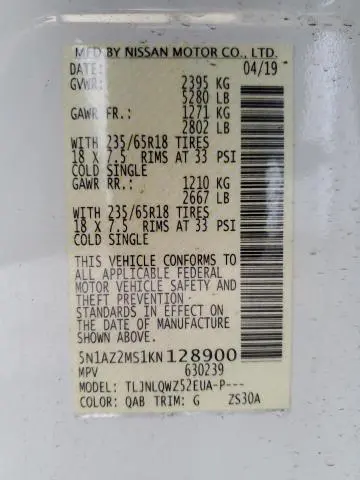 MFD BY NISSAN MOTOR CO., LTD.
DATE: 04/19
GVWR: 2395 KG
5280 LB
GAWR FR.: 1271 KG
2802 LB
WITH 235/65R18 TIRES
18 X 7.5 RIMS AT 33 PSI
COLD SINGLE
GAWR RR.: 1210 KG
2667 LB
WITH 235/65R18 TIRES
18 X 7.5 RIMS AT 33 PSI
COLD SINGLE
THIS VEHICLE CONFORMS TO
ALL APPLICABLE FEDERAL
MOTOR VEHICLE SAFETY AND
THEFT PREVENTION
STANDARDS IN EFFECT ON
THE DATE OF MANUFACTURE
SHOWN ABOVE.
5N1AZ2MS1KN128900
MPV 630239
MODEL: TLJNLQWZ52EUA-P---
COLOR: QAB TRIM: G ZS30A